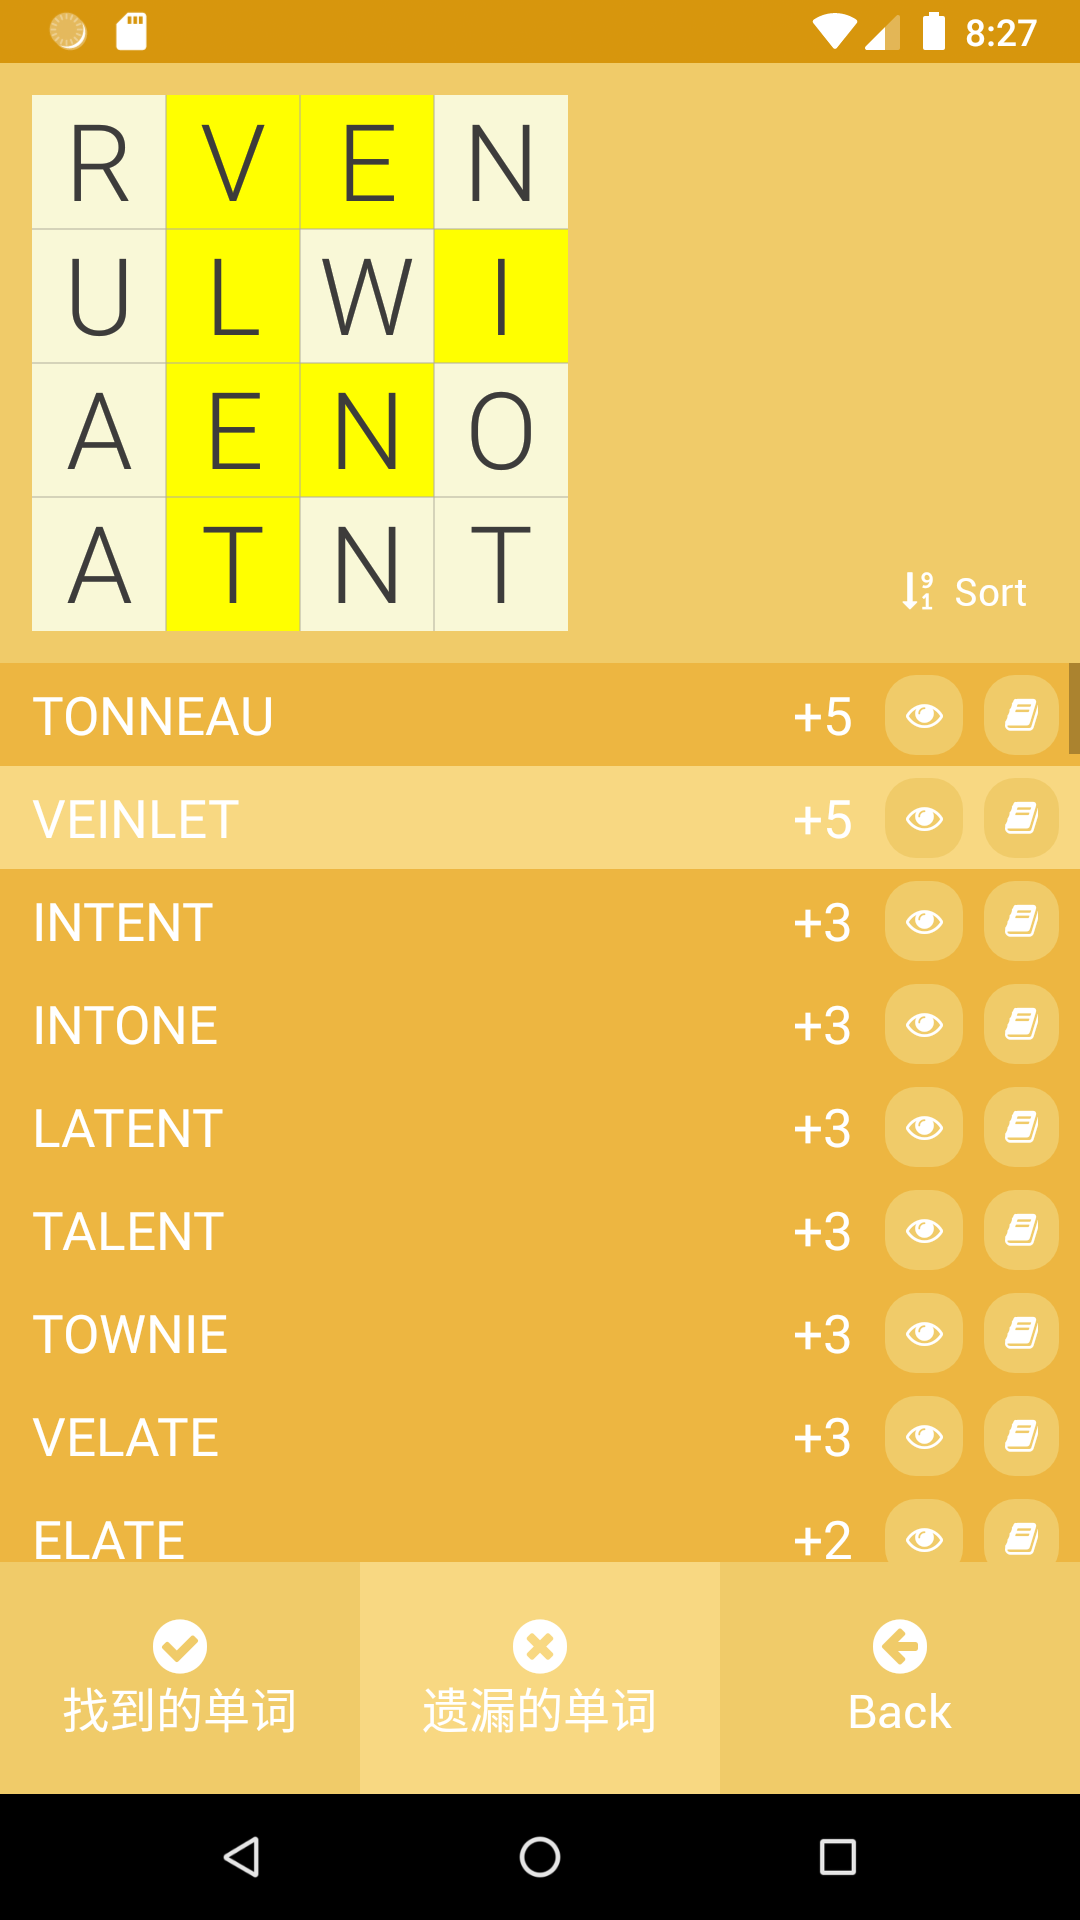 8:27
R V E N
U L W I
A E N O
A T N T
Sort
TONNEAU +5
VEINLET +5
INTENT +3
INTONE +3
LATENT +3
TALENT +3
TOWNIE +3
VELATE +3
ELATE +2
找到的单词 遗漏的单词 Back